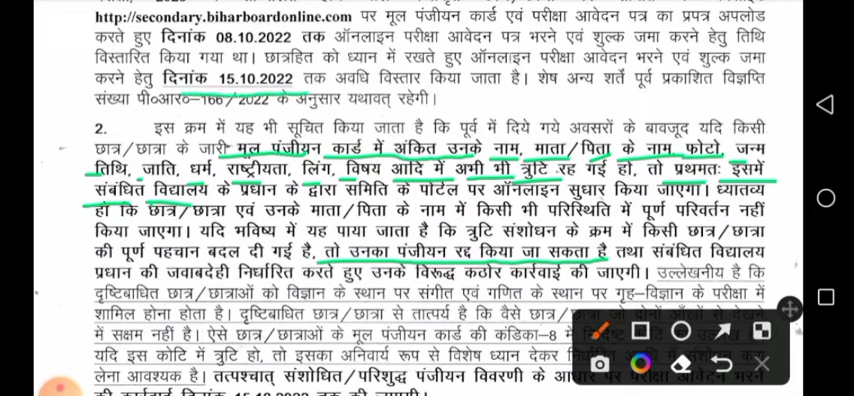 http://secondary.biharboardonline.com पर मूल पंजीयन कार्ड एवं परीक्षा आवेदन पत्र का प्रपत्र अपलोड
करते हुए दिनांक 08.10.2022 तक ऑनलाइन परीक्षा आवेदन पत्र भरने एवं शुल्क जमा करने हेतु तिथि
विस्तारित किया गया था। छात्रहित को ध्यान में रखते हुए ऑनलाइन परीक्षा आवेदन भरने एवं शुल्क जमा
करने हेतु दिनांक 15.10.2022 तक अवधि विस्तार किया जाता है। शेष अन्य शर्तें पूर्व प्रकाशित विज्ञप्ति
संख्या पी०आर०-166/2022 के अनुसार यथावत् रहेगी।
2. इस क्रम में यह भी सूचित किया जाता है कि पूर्व में दिये गये अवसरों के बावजूद यदि किसी
छात्र/छात्रा के जारी मूल पंजीयन कार्ड में अंकित उनके नाम, माता/पिता के नाम, फोटो, जन्म
तिथि, जाति, धर्म, राष्ट्रीयता, लिंग, विषय आदि में अभी भी त्रुटि रह गई हो, तो प्रथमतः इसमें
संबंधित विद्यालय के प्रधान के द्वारा समिति के पोर्टल पर ऑनलाइन सुधार किया जाएगा। ध्यातव्य
हो कि छात्र/छात्रा एवं उनके माता/पिता के नाम में किसी भी परिस्थिति में पूर्ण परिवर्तन नहीं
किया जाएगा। यदि भविष्य में यह पाया जाता है कि त्रुटि संशोधन के क्रम में किसी छात्र/छात्रा
की पूर्ण पहचान बदल दी गई है, तो उनका पंजीयन रद्द किया जा सकता है तथा संबंधित विद्यालय
प्रधान की जवाबदेही निर्धारित करते हुए उनके विरूद्ध कठोर कार्रवाई की जाएगी। उल्लेखनीय है कि
दृष्टिबाधित छात्र/छात्राओं को विज्ञान के स्थान पर संगीत एवं गणित के स्थान पर गृह-विज्ञान के परीक्षा में
शामिल होना होता है। दृष्टिबाधित छात्र/छात्रा से तात्पर्य है कि वैसे छात्र/
में सक्षम नहीं है। ऐसे छात्र/छात्राओं के मूल पंजीयन कार्ड की कंडिका-8 में
यदि इस कोटि में त्रुटि हो, तो इसका अनिवार्य रूप से विशेष ध्यान देकर
लेना आवश्यक है। तत्पश्चात् संशोधित/परिशुद्ध पंजीयन विवरणी के आधार पर परीक्षा आवेदन भरने